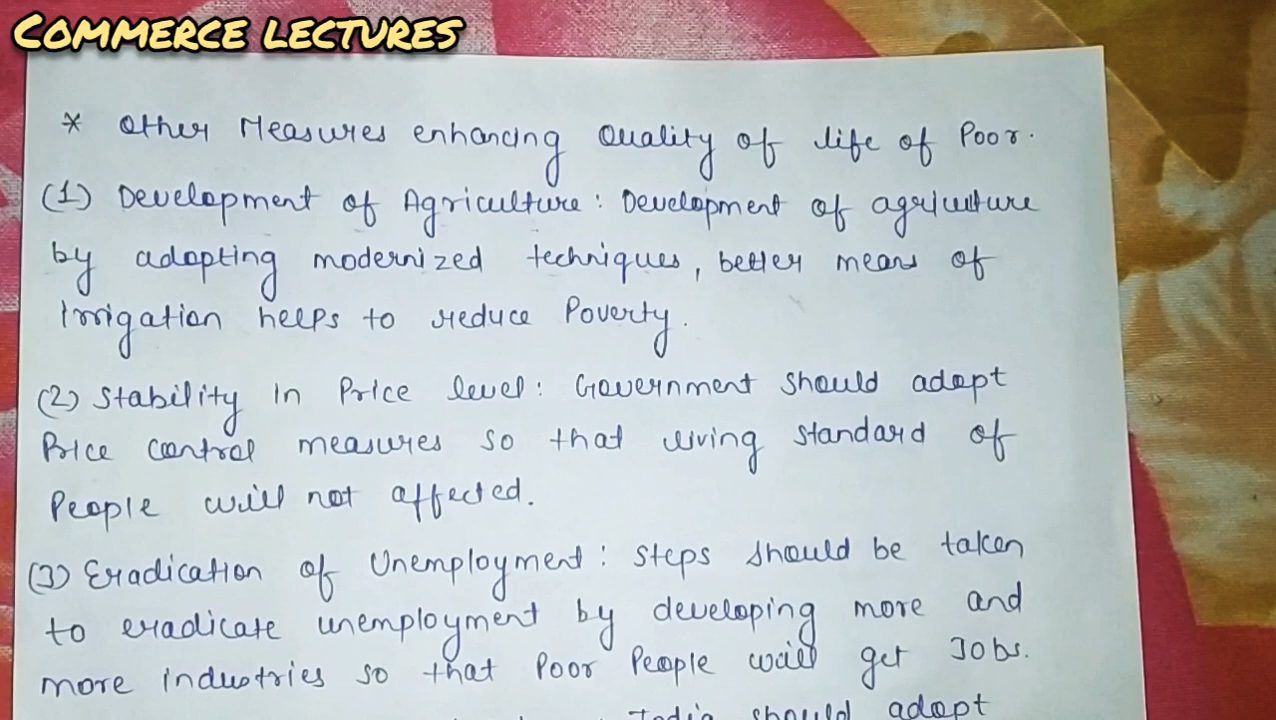 COMMERCE LECTURES
* Other Measures enhancing Quality of life of Poor.
(1) Development of Agriculture: Development of agriculture
by adopting modernized techniques, better means of
Irrigation helps to reduce Poverty.
(2) Stability in Price level: Government should adopt
Price control measures so that living standard of
People will not affected.
(3) Eradication of Unemployment: Steps should be taken
to eradicate unemployment by developing more and
more industries so that Poor People will get Jobs.
India should adopt